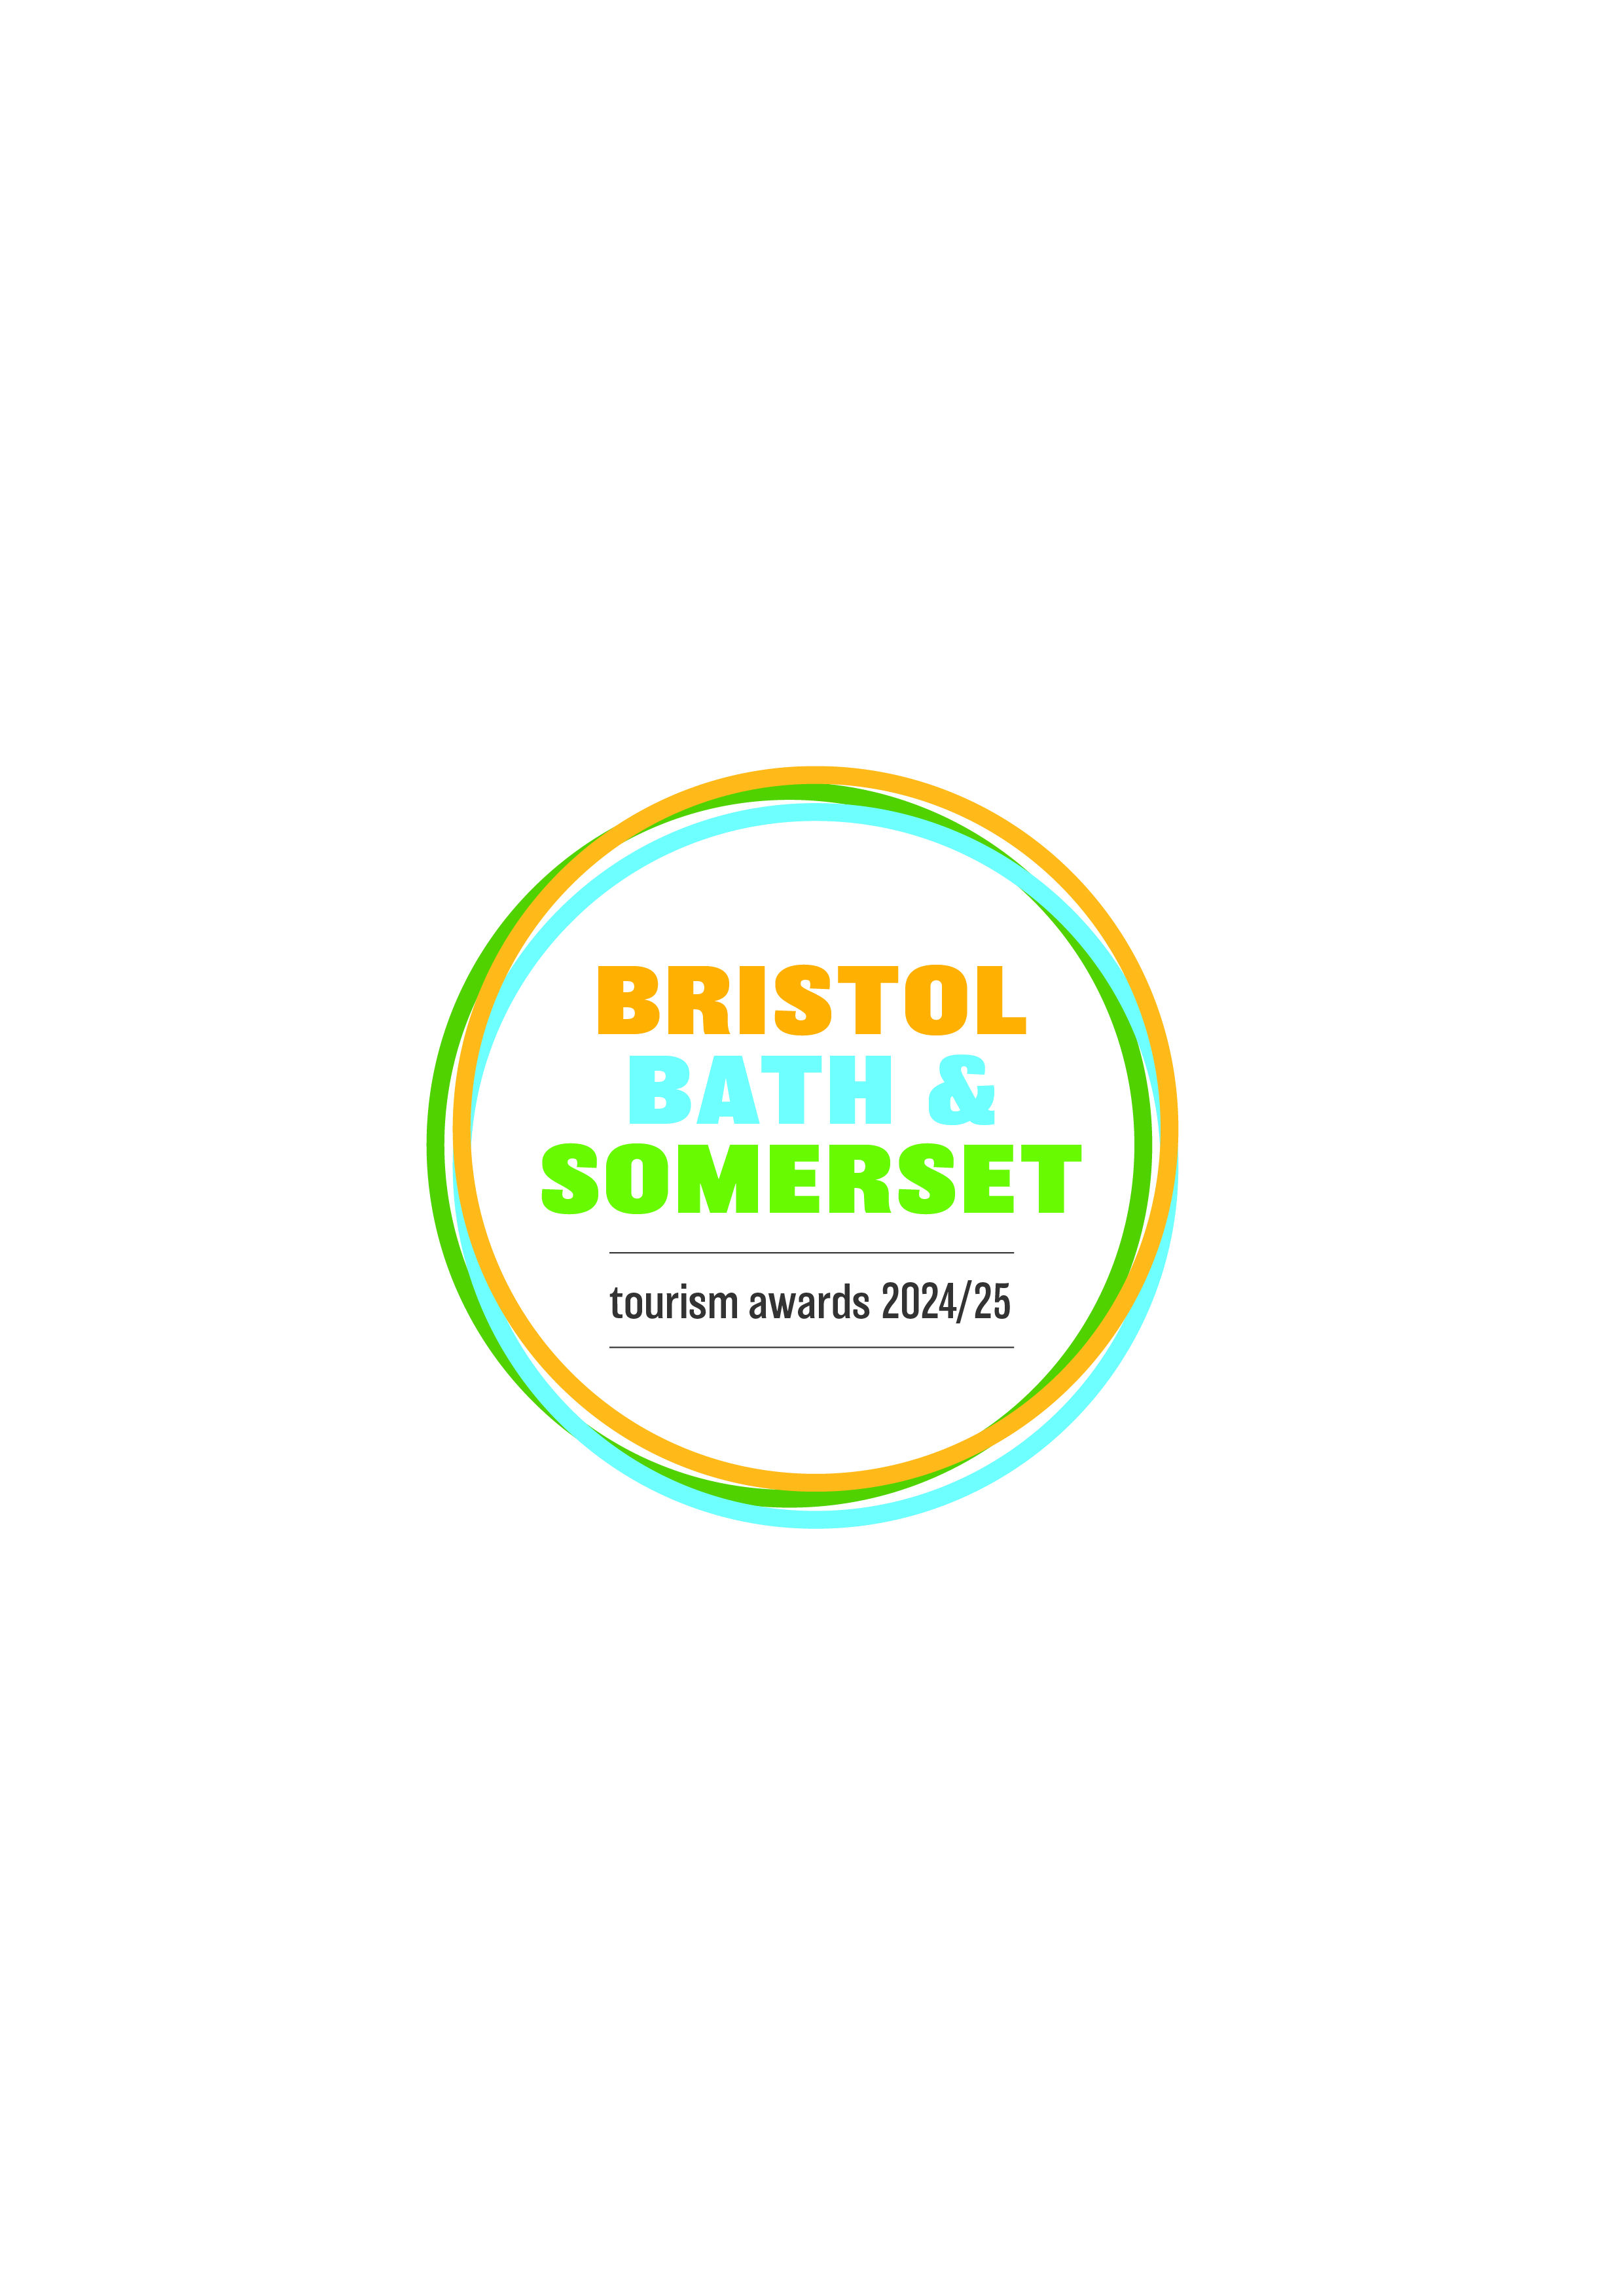 BRISTOL
BATH &
SOMERSET
tourism awards 2024/25